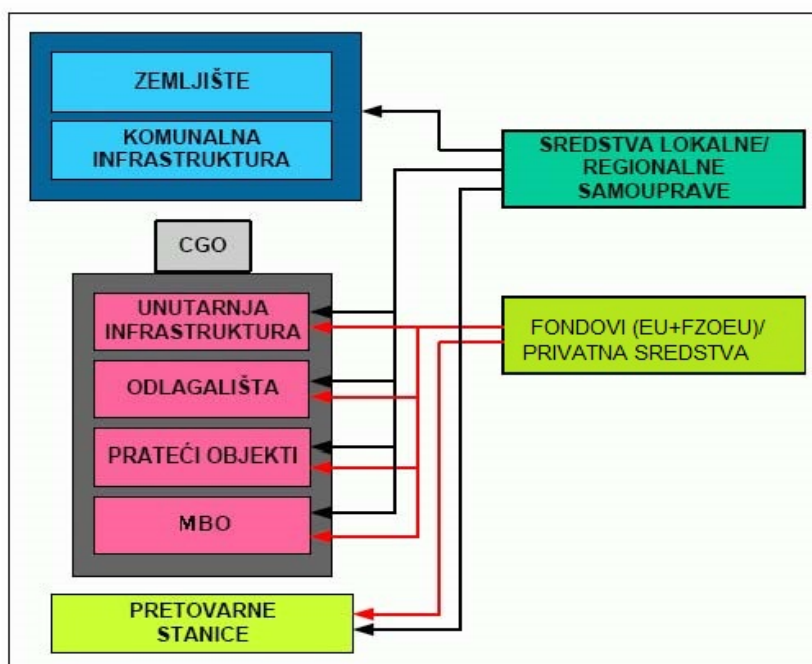 ZEMLJIŠTE
KOMUNALNA
INFRASTRUKTURA
SREDSTVA LOKALNE/
REGIONALNE
SAMOUPRAVE
CGO
UNUTARNJA
INFRASTRUKTURA
ODLAGALIŠTA
PRATEĆI OBJEKTI
MBO
FONDOVI (EU+FZOEU)/
PRIVATNA SREDSTVA
PRETOVARNE
STANICE